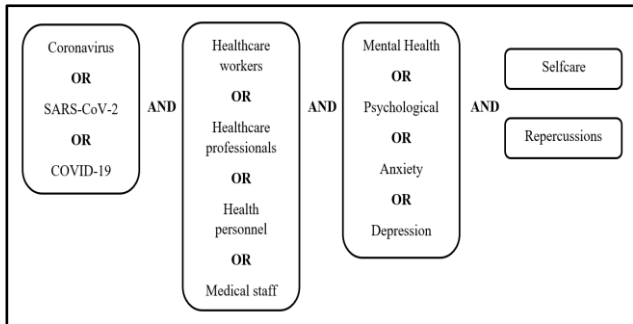 Coronavirus
OR
SARS-CoV-2
OR
COVID-19
AND
Healthcare
workers
OR
Healthcare
professionals
OR
Health
personnel
OR
Medical staff
AND
Mental Health
OR
Psychological
OR
Anxiety
OR
Depression
AND
Selfcare
Repercussions